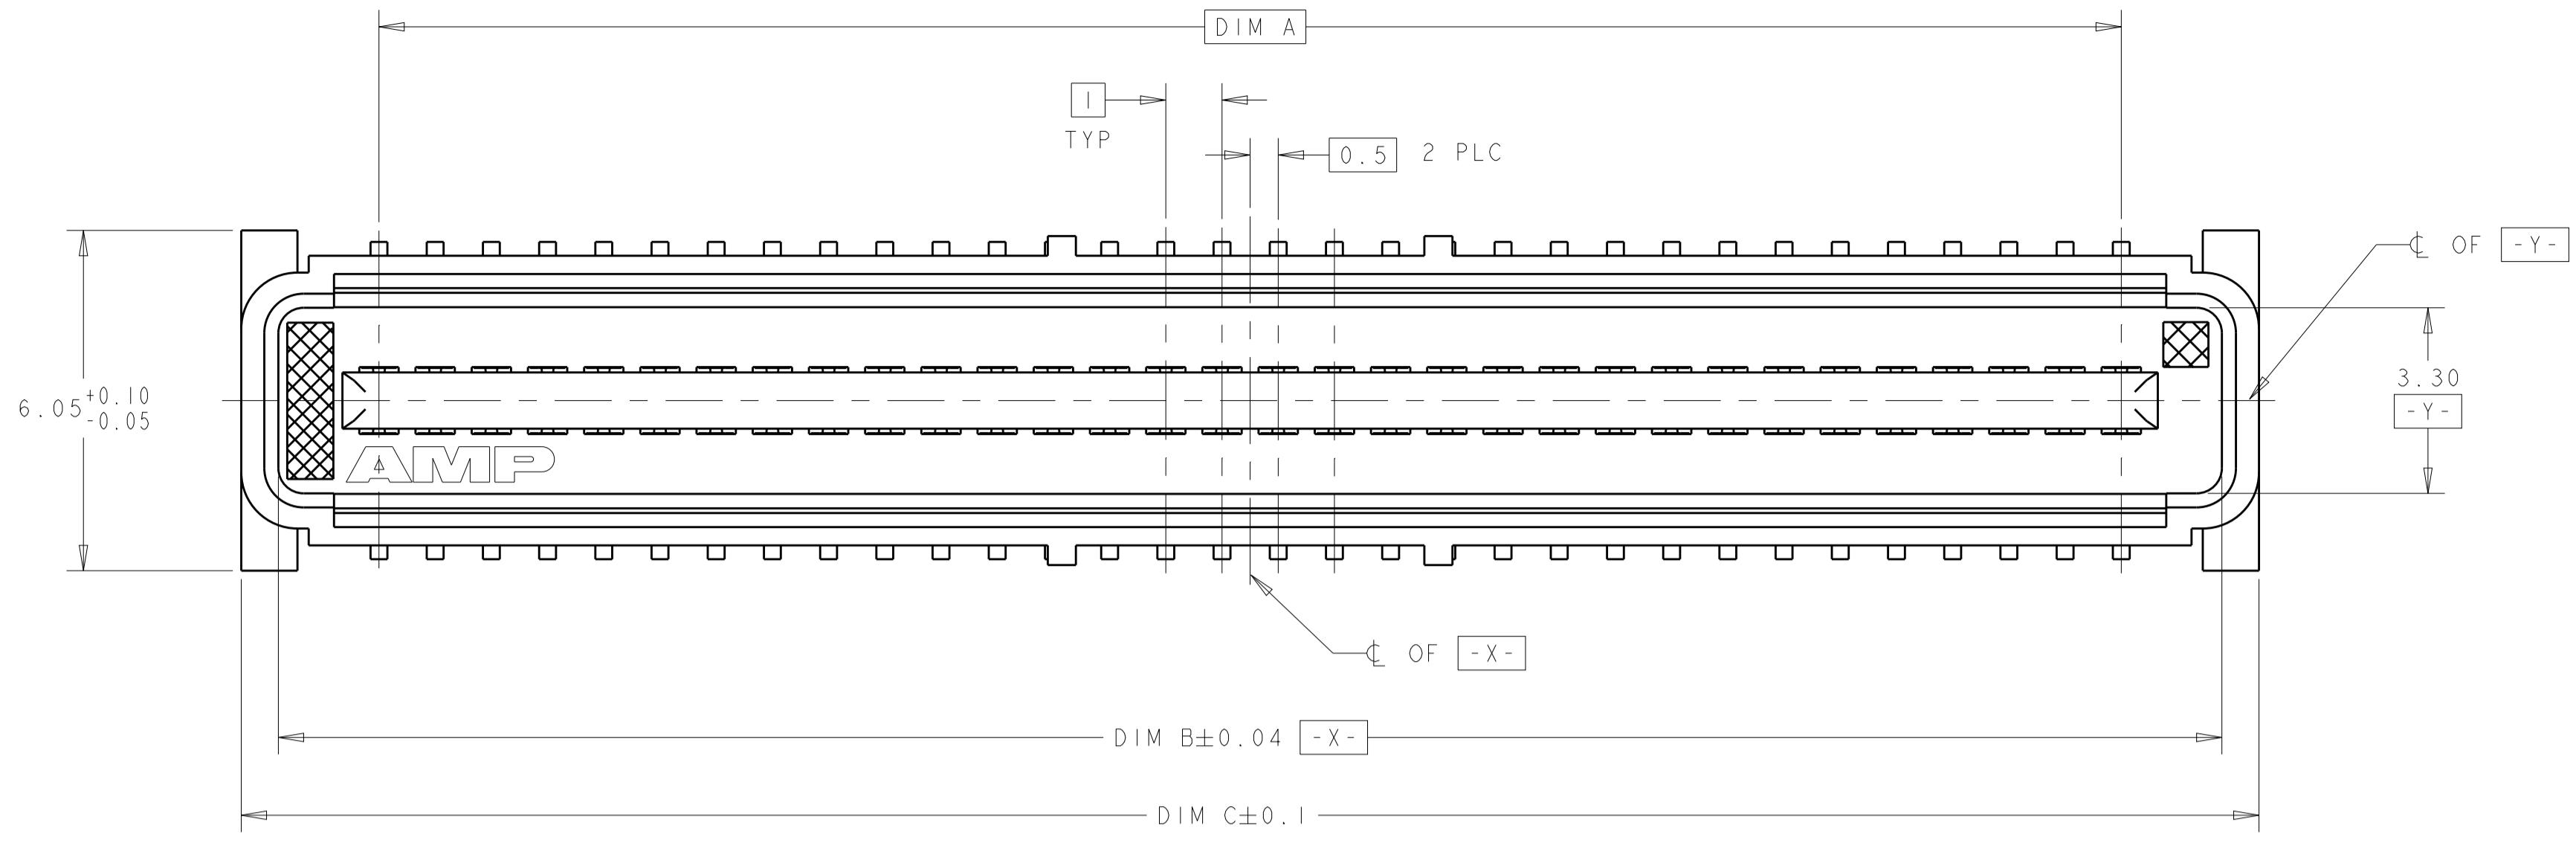 DIM A
1
TYP
0.5 2 PLC
℄ OF -Y-
6.05 +0.10
-0.05
3.30
-Y-
AMP
℄ OF -X-
DIM B±0.04 -X-
DIM C±0.1